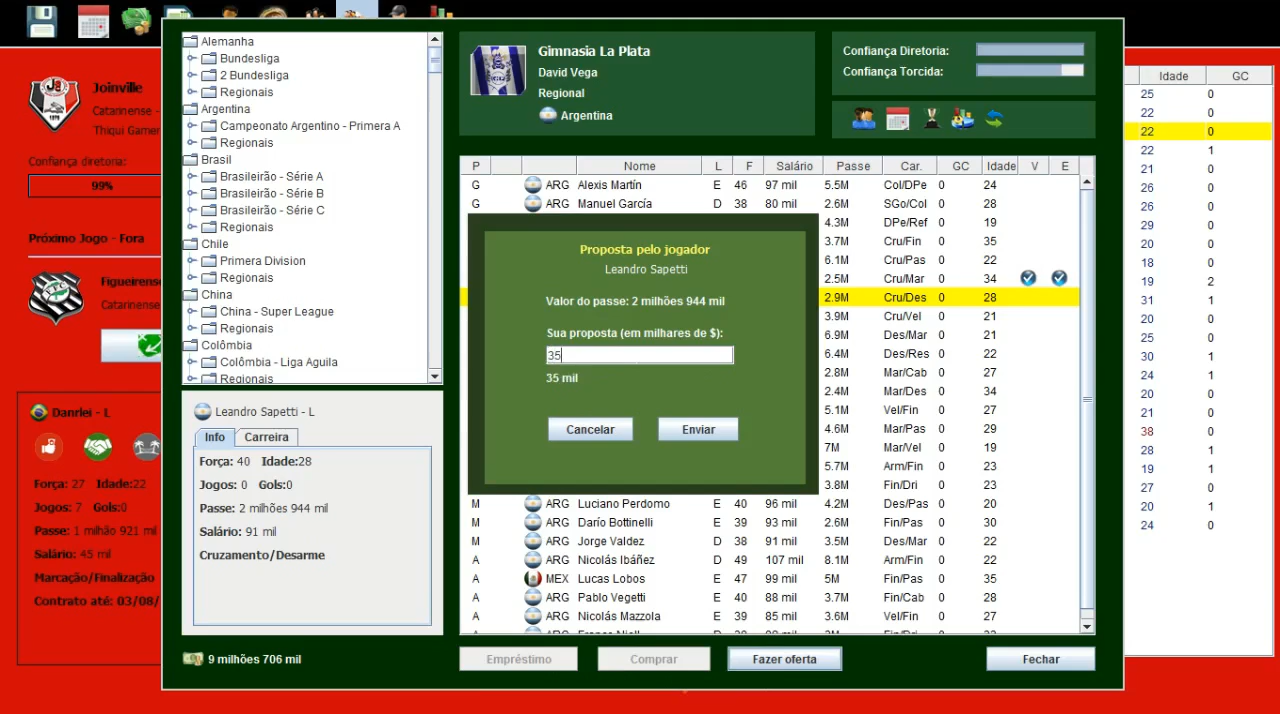 Joinville
Catarinense -
Thiqui Gamer
Confiança diretoria:
99%
Próximo Jogo - Fora
Figueirense
Catarinense
Danrlei - L
Força: 27 Idade:22
Jogos: 7 Gols:0
Passe: 1 milhão 921 mil
Salário: 45 mil
Marcação/Finalização
Contrato até: 03/08/
Alemanha
Bundesliga
2 Bundesliga
Regionais
Argentina
Campeonato Argentino - Primera A
Regionais
Brasil
Brasileirão - Série A
Brasileirão - Série B
Brasileirão - Série C
Regionais
Chile
Primera Division
Regionais
China
China - Super League
Regionais
Colômbia
Colômbia - Liga Aguila
Regionais
Leandro Sapetti - L
Info Carreira
Força: 40 Idade:28
Jogos: 0 Gols:0
Passe: 2 milhões 944 mil
Salário: 91 mil
Cruzamento/Desarme
9 milhões 706 mil
Gimnasia La Plata
David Vega
Regional
Argentina
Confiança Diretoria:
Confiança Torcida:
P Nome L F Salário Passe Car. GC Idade V E
G ARG Alexis Martín E 46 97 mil 5.5M Col/DPe 0 24
G ARG Manuel García D 38 80 mil 2.6M SGo/Col 0 28
4.3M DPe/Ref 0 19
3.7M Cru/Fin 0 35
6.1M Cru/Pas 0 22
2.5M Cru/Mar 0 34
2.9M Cru/Des 0 28
3.9M Cru/Vel 0 21
6.9M Des/Mar 0 21
6.4M Des/Res 0 22
2.8M Mar/Cab 0 27
2.4M Mar/Des 0 34
5.1M Vel/Fin 0 27
4.6M Mar/Pas 0 29
7M Mar/Vel 0 19
5.7M Arm/Fin 0 23
3.8M Fin/Dri 0 23
M ARG Luciano Perdomo E 40 96 mil 4.2M Des/Pas 0 20
M ARG Darío Bottinelli E 39 93 mil 2.6M Fin/Pas 0 30
M ARG Jorge Valdez D 38 91 mil 3.5M Des/Mar 0 22
A ARG Nicolás Ibáñez D 49 107 mil 8.1M Arm/Fin 0 22
A MEX Lucas Lobos E 47 99 mil 5M Fin/Pas 0 35
A ARG Pablo Vegetti E 40 88 mil 3.7M Fin/Cab 0 28
A ARG Nicolás Mazzola E 39 85 mil 3.6M Vel/Fin 0 27
Proposta pelo jogador
Leandro Sapetti
Valor do passe: 2 milhões 944 mil
Sua proposta (em milhares de $):
35
35 mil
Cancelar Enviar
Empréstimo Comprar Fazer oferta Fechar
Idade GC
25 0
22 0
22 0
22 1
21 0
26 0
26 0
29 0
20 0
18 0
19 2
31 1
20 0
25 0
30 1
24 1
20 0
21 0
38 0
28 1
19 1
27 0
20 1
24 0